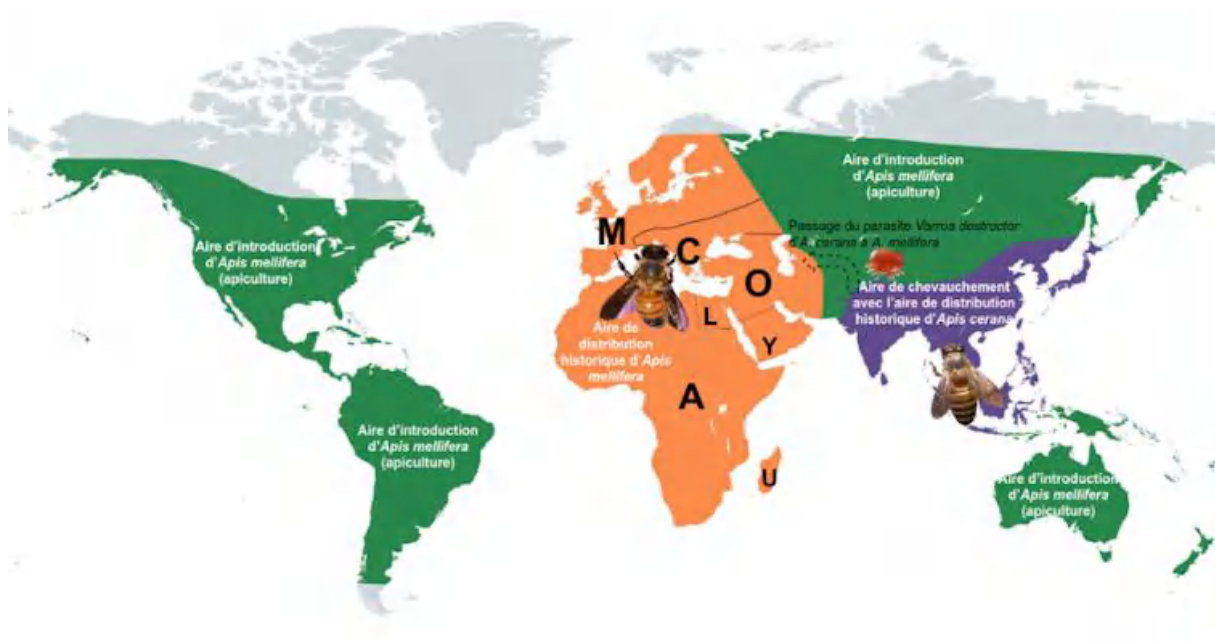 Aire d'introduction
d'Apis mellifera
(apiculture)
Passage du parasite Varroa destructor
d'A. cerana à A. mellifera
Aire d'introduction
d'Apis mellifera
(apiculture)
M
C
O
L
Y
A
U
Aire de chevauchement
avec l'aire de distribution
historique d'Apis cerana
Aire de
distribution
historique d'Apis
mellifera
Aire d'introduction
d'Apis mellifera
(apiculture)
Aire d'introduction
d'Apis mellifera
(apiculture)